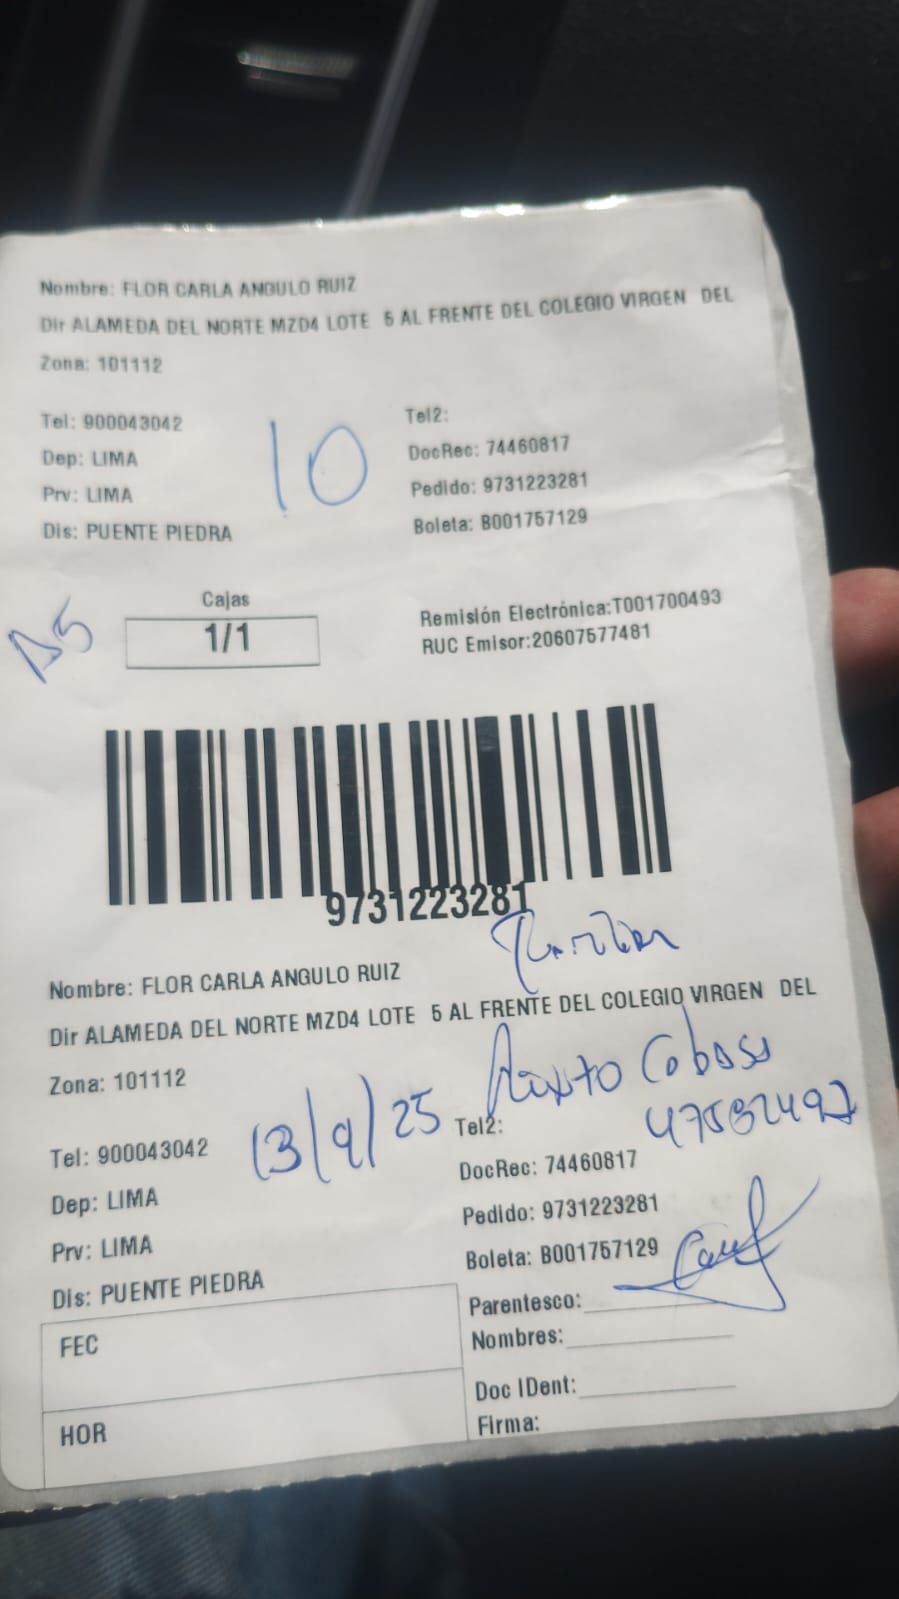 Nombre: FLOR CARLA ANGULO RUIZ
Dir ALAMEDA DEL NORTE MZD4 LOTE 5 AL FRENTE DEL COLEGIO VIRGEN DEL
Zona: 101112
Tel: 900043042 Tel2:
Dep: LIMA 10 DocRec: 74460817
Prv: LIMA Pedido: 9731223281
Dis: PUENTE PIEDRA Boleta: B001757129
Cajas
1/1
Remisión Electrónica:T001700493
RUC Emisor:20607577481
9731223281
Nombre: FLOR CARLA ANGULO RUIZ
Dir ALAMEDA DEL NORTE MZD4 LOTE 5 AL FRENTE DEL COLEGIO VIRGEN DEL
Zona: 101112
13/9/25
Tel: 900043042 Tel2:
Dep: LIMA DocRec: 74460817
Prv: LIMA Pedido: 9731223281
Dis: PUENTE PIEDRA Boleta: B001757129
FEC Parentesco:
Nombres:
Doc IDent:
HOR Firma: